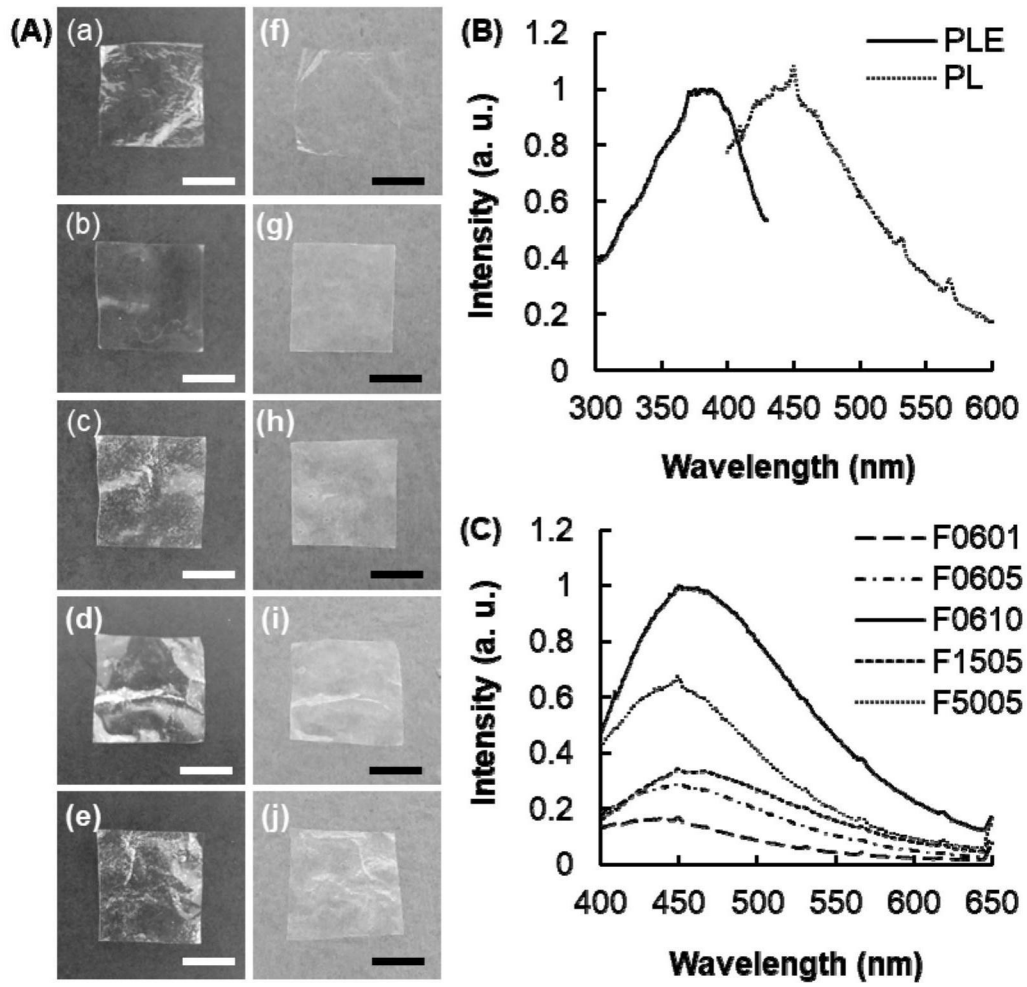 (A)
(a)
(f)
(b)
(g)
(c)
(h)
(d)
(i)
(e)
(j)
(B)
Intensity (a. u.)
1.2
1
0.8
0.6
0.4
0.2
0
PLE
PL
300 350 400 450 500 550 600
Wavelength (nm)
(C)
Intensity (a. u.)
1.2
1
0.8
0.6
0.4
0.2
0
F0601
F0605
F0610
F1505
F5005
400 450 500 550 600 650
Wavelength (nm)